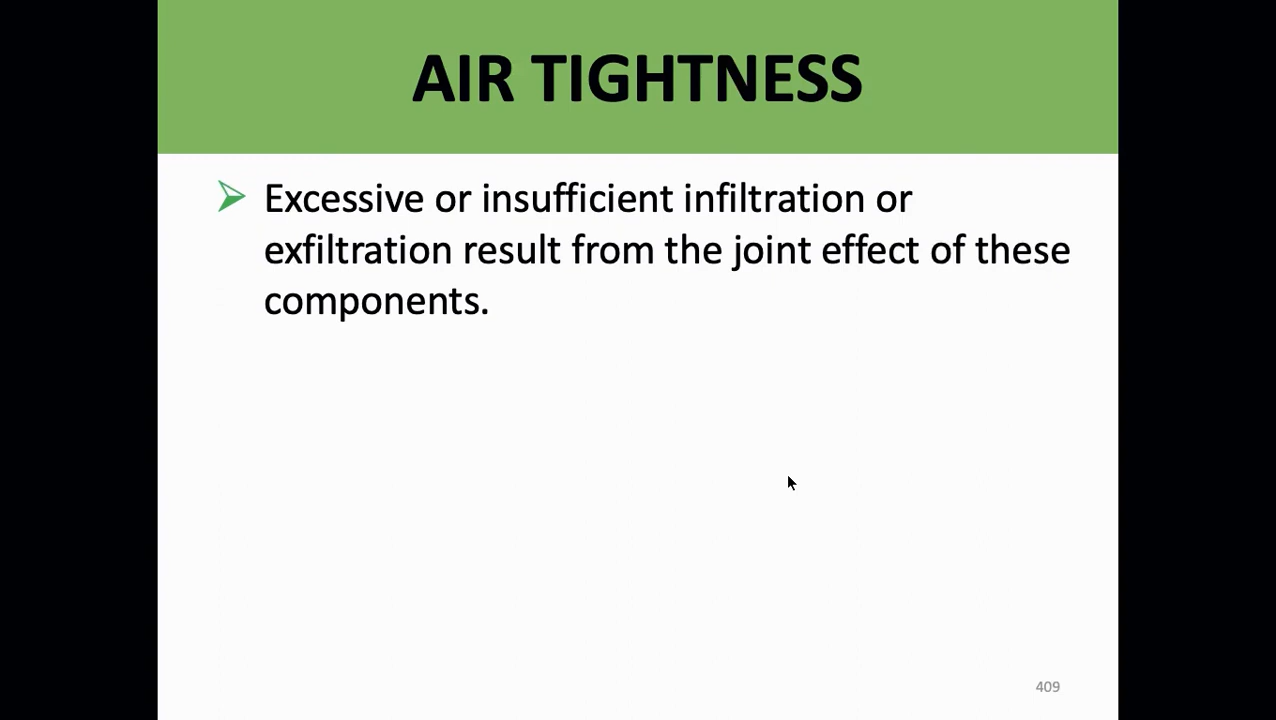 AIR TIGHTNESS
Excessive or insufficient infiltration or
exfiltration result from the joint effect of these
components.
409